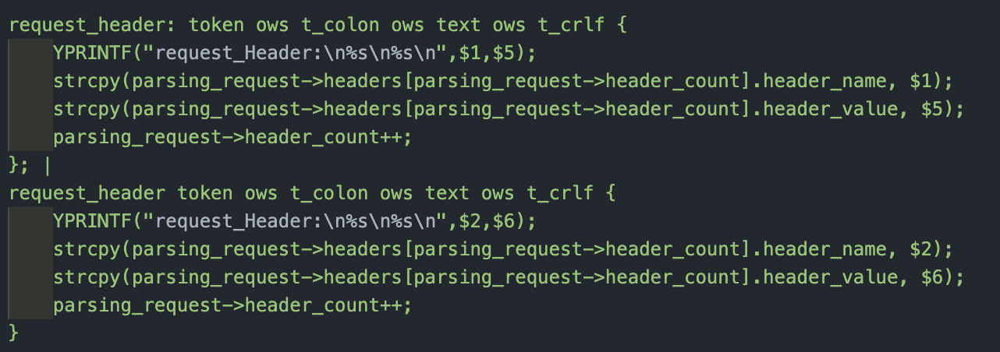 request_header: token ows t_colon ows text ows t_crlf {
    YPRINTF("request_Header:\n%s\n%s\n",$1,$5);
    strcpy(parsing_request->headers[parsing_request->header_count].header_name, $1);
    strcpy(parsing_request->headers[parsing_request->header_count].header_value, $5);
    parsing_request->header_count++;
}; |
request_header token ows t_colon ows text ows t_crlf {
    YPRINTF("request_Header:\n%s\n%s\n",$2,$6);
    strcpy(parsing_request->headers[parsing_request->header_count].header_name, $2);
    strcpy(parsing_request->headers[parsing_request->header_count].header_value, $6);
    parsing_request->header_count++;
}